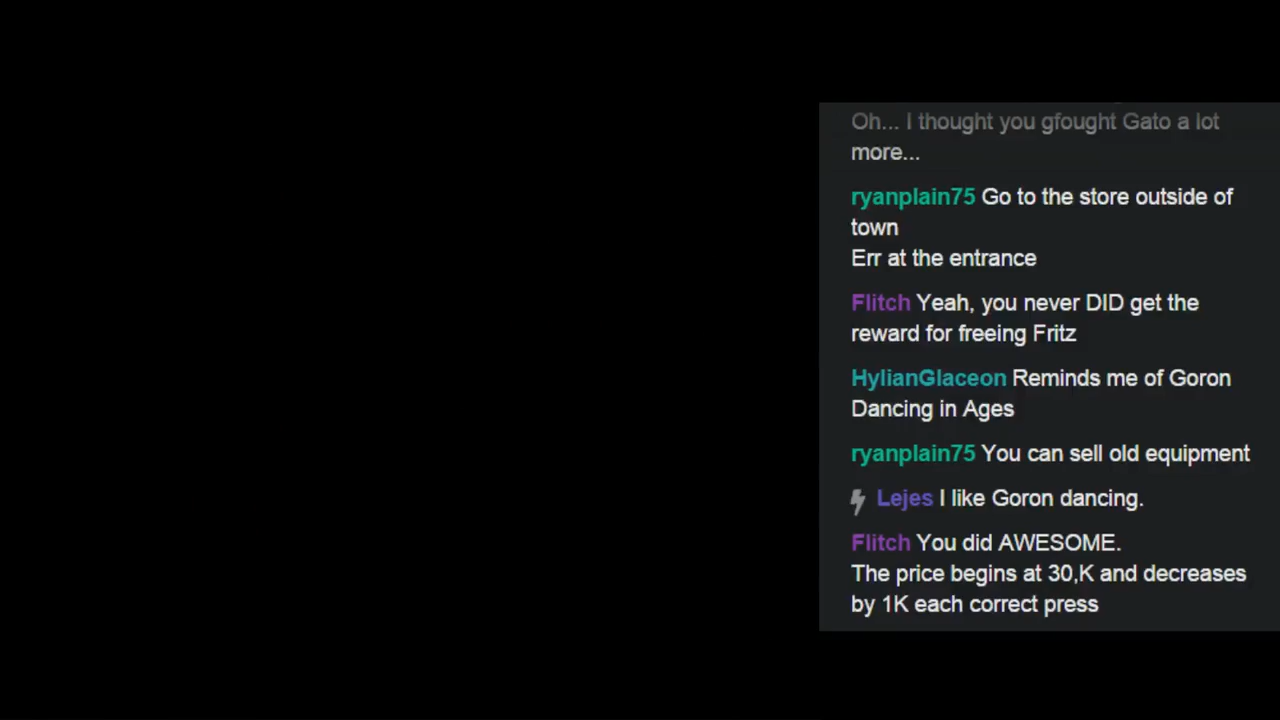 Oh... I thought you gfought Gato a lot
more...
ryanplain75 Go to the store outside of
town
Err at the entrance
Flitch Yeah, you never DID get the
reward for freeing Fritz
HylianGlaceon Reminds me of Goron
Dancing in Ages
ryanplain75 You can sell old equipment
Lejes I like Goron dancing.
Flitch You did AWESOME.
The price begins at 30,K and decreases
by 1K each correct press